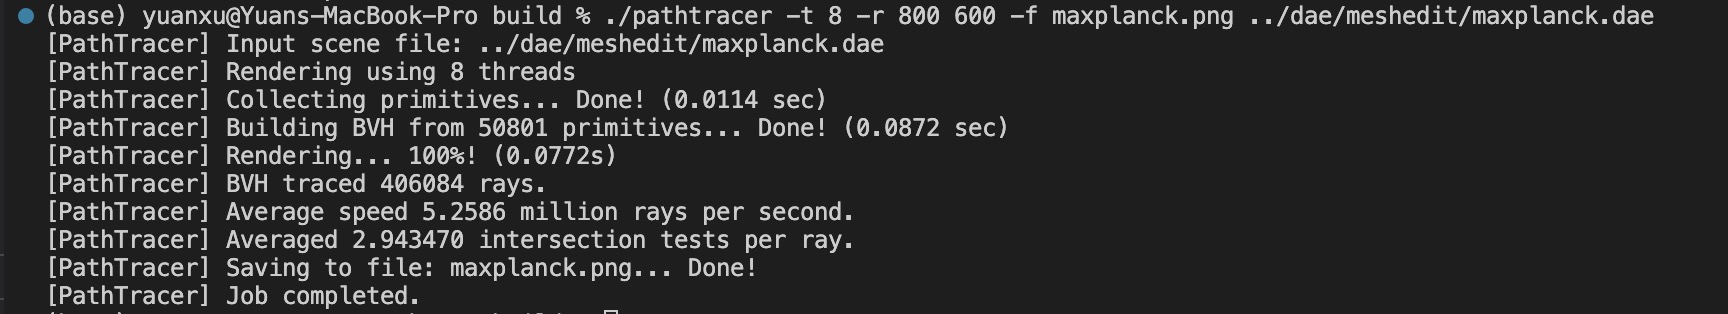 (base) yuanxu@Yuans-MacBook-Pro build % ./pathtracer -t 8 -r 800 600 -f maxplanck.png ../dae/meshedit/maxplanck.dae
[PathTracer] Input scene file: ../dae/meshedit/maxplanck.dae
[PathTracer] Rendering using 8 threads
[PathTracer] Collecting primitives... Done! (0.0114 sec)
[PathTracer] Building BVH from 50801 primitives... Done! (0.0872 sec)
[PathTracer] Rendering... 100%! (0.0772s)
[PathTracer] BVH traced 406084 rays.
[PathTracer] Average speed 5.2586 million rays per second.
[PathTracer] Averaged 2.943470 intersection tests per ray.
[PathTracer] Saving to file: maxplanck.png... Done!
[PathTracer] Job completed.